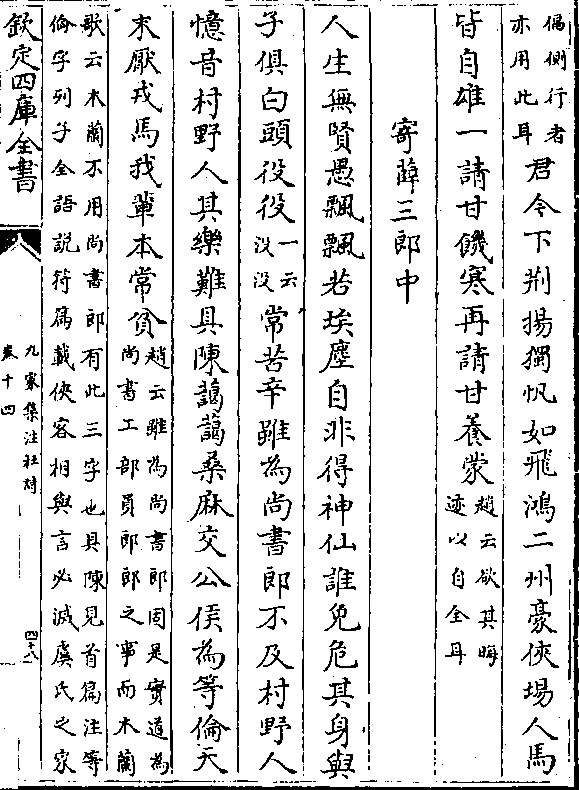 偪側行者
亦用此耳
君今下荆揚獨帆如飛鴻二州豪俠塲人馬
皆自雄一請甘饑寒再請甘養蒙
趙云欲其晦
迹以自全耳
寄薛三郎中
人生無賢愚飄飄若埃塵自非得神仙誰免危其身與
子俱白頭役役
一云
没没
常苦辛雖為尚書郎不及村野人
憶昔村野人其樂難具陳藹藹桑麻交公侯為等倫天
未厭戎馬我輩本常貧
趙云雖為尚書郎固是實道為
尚書工部員郎郎之事而木蘭
歌云木蘭不用尚書郎有此三字也具陳見首篇注等
倫字列子全語說符篇載俠客相與言必滅虞氏之家
欽定四庫全書
九家集注杜詩
卷十四
四十八